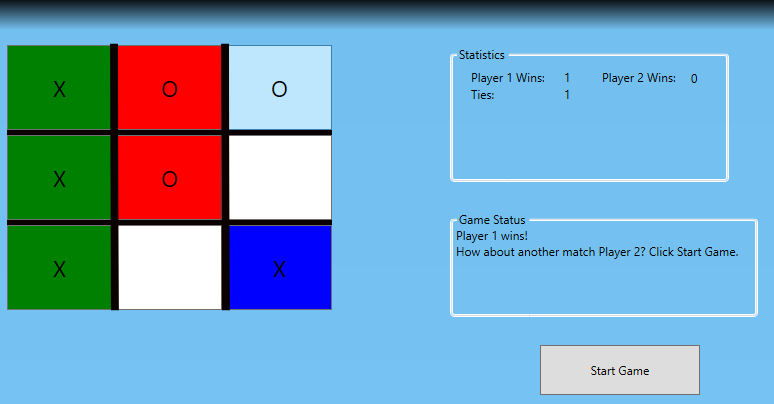 X O O
X O
X X
Statistics
Player 1 Wins: 1 Player 2 Wins: 0
Ties: 1
Game Status
Player 1 wins!
How about another match Player 2? Click Start Game.
Start Game